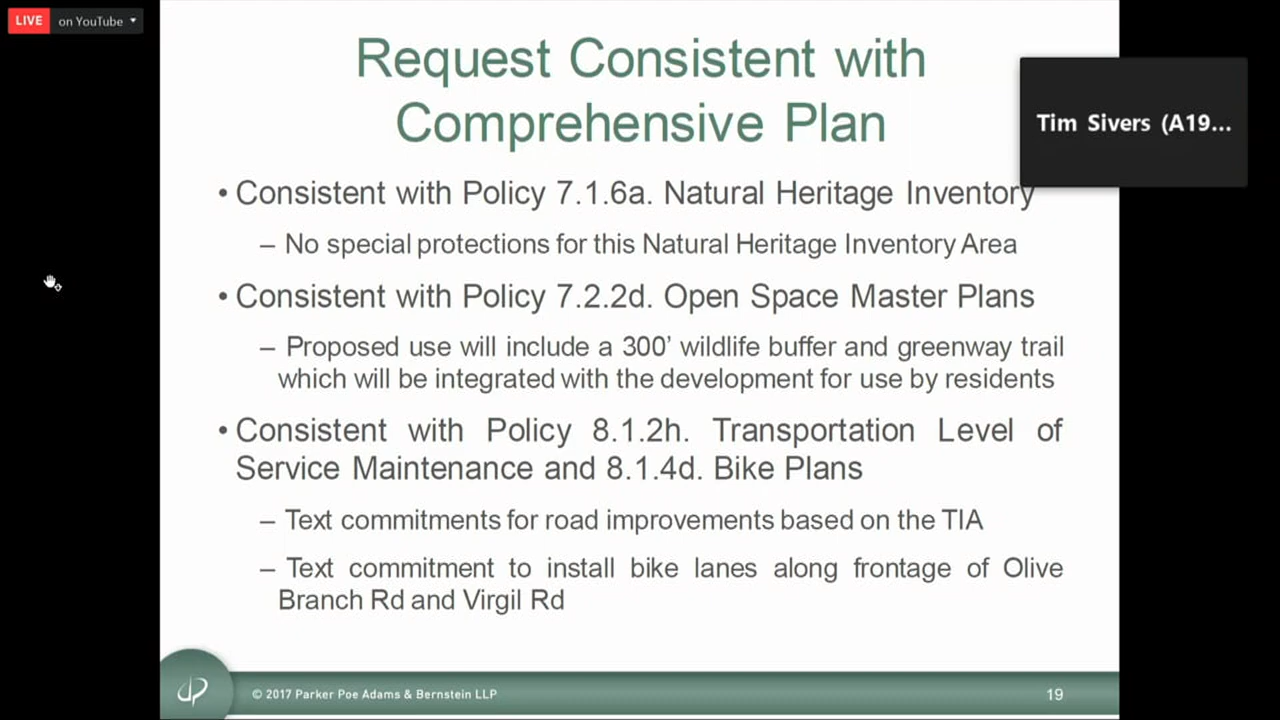 LIVE on YouTube
Request Consistent with
Comprehensive Plan
Tim Sivers (A19...
• Consistent with Policy 7.1.6a. Natural Heritage Inventory
– No special protections for this Natural Heritage Inventory Area
• Consistent with Policy 7.2.2d. Open Space Master Plans
– Proposed use will include a 300’ wildlife buffer and greenway trail
which will be integrated with the development for use by residents
• Consistent with Policy 8.1.2h. Transportation Level of
Service Maintenance and 8.1.4d. Bike Plans
– Text commitments for road improvements based on the TIA
– Text commitment to install bike lanes along frontage of Olive
Branch Rd and Virgil Rd
© 2017 Parker Poe Adams & Bernstein LLP
19